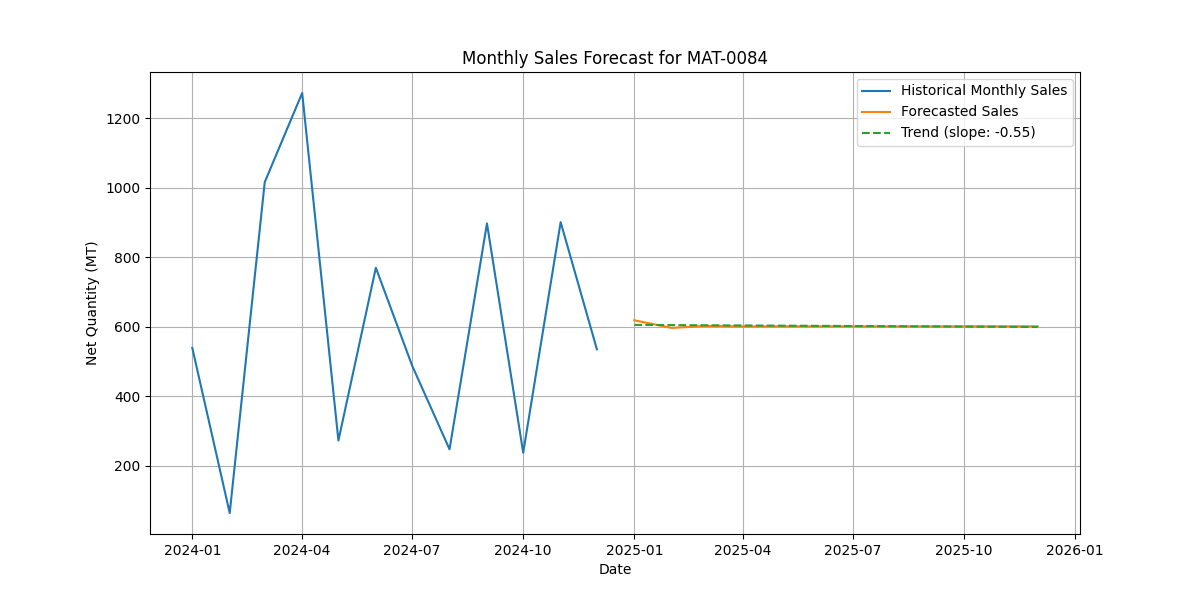 Monthly Sales Forecast for MAT-0084
Historical Monthly Sales
Forecasted Sales
Trend (slope: -0.55)
Net Quantity (MT)
1200
1000
800
600
400
200
2024-01 2024-04 2024-07 2024-10 2025-01 2025-04 2025-07 2025-10 2026-01
Date